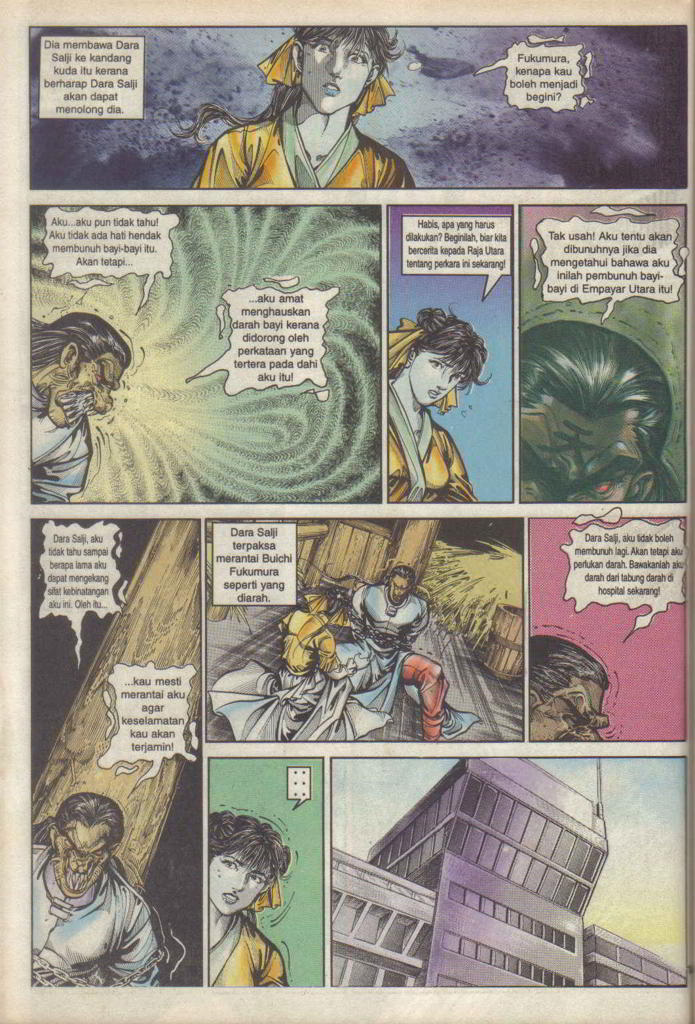 Dia membawa Dara
Salji ke kandang
kuda itu kerana
berharap Dara Salji
akan dapat
menolong dia.
Fukumura,
kenapa kau
boleh menjadi
begini?
Aku...aku pun tidak tahu!
Aku tidak ada hati hendak
membunuh bayi-bayi itu.
Akan tetapi...
...aku amat
menghauskan
darah bayi kerana
didorong oleh
perkataan yang
tertera pada dahi
aku itu!
Habis, apa yang harus
dilakukan? Beginilah, biar kita
bercerita kepada Raja Utara
tentang perkara ini sekarang!
Tak usah! Aku tentu akan
dibunuhnya jika dia
mengetahui bahawa aku
inilah pembunuh bayi-
bayi di Empayar Utara itu!
Dara Salji, aku
tidak tahu sampai
berapa lama aku
dapat mengekang
sifat kebinatangan
aku ini. Oleh itu...
...kau mesti
merantai aku
agar
keselamatan
kau akan
terjamin!
Dara Salji
terpaksa
merantai Buichi
Fukumura
seperti yang
diarah.
Dara Salji, aku tidak boleh
membunuh lagi. Akan tetapi aku
perlukan darah. Bawakanlah aku
darah dari tabung darah di
hospital sekarang!